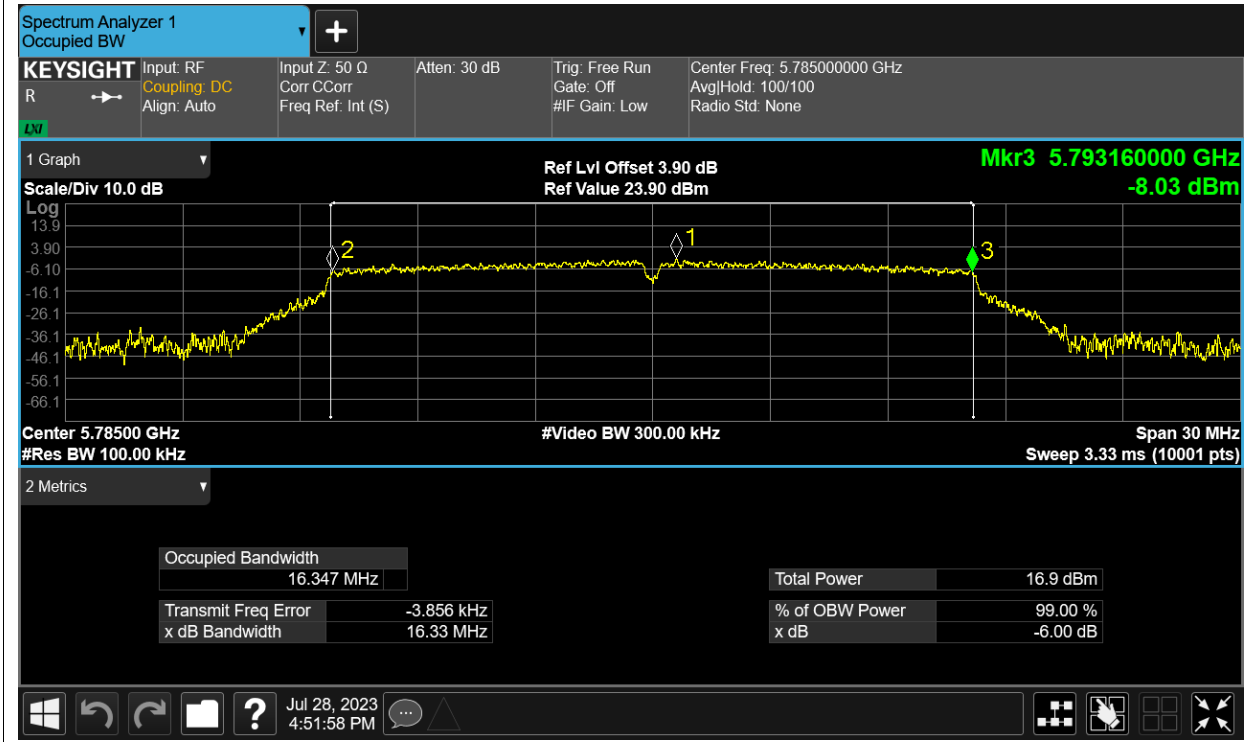 Spectrum Analyzer 1
Occupied BW
KEYSIGHT
R
LXI
Input: RF
Coupling: DC
Align: Auto
Input Z: 50 Ω
Corr CCorr
Freq Ref: Int (S)
Atten: 30 dB
Trig: Free Run
Gate: Off
#IF Gain: Low
Center Freq: 5.785000000 GHz
Avg|Hold: 100/100
Radio Std: None
1 Graph
Scale/Div 10.0 dB
Ref Lvl Offset 3.90 dB
Ref Value 23.90 dBm
Mkr3 5.793160000 GHz
-8.03 dBm
Log
13.9
3.90
-6.10
-16.1
-26.1
-36.1
-46.1
-56.1
-66.1
2
1
3
Center 5.78500 GHz
#Res BW 100.00 kHz
#Video BW 300.00 kHz
Span 30 MHz
Sweep 3.33 ms (10001 pts)
2 Metrics
Occupied Bandwidth
16.347 MHz
Transmit Freq Error -3.856 kHz
x dB Bandwidth 16.33 MHz
Total Power 16.9 dBm
% of OBW Power 99.00 %
x dB -6.00 dB
Jul 28, 2023
4:51:58 PM